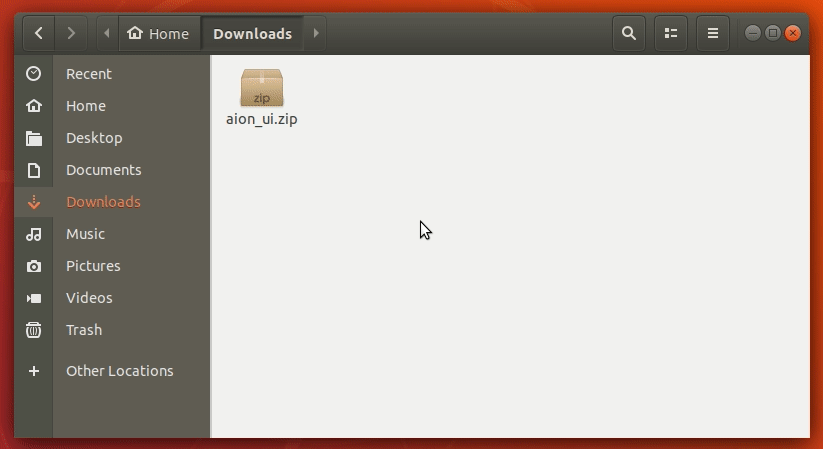 Home
Downloads
Recent
Home
Desktop
Documents
Downloads
Music
Pictures
Videos
Trash
Other Locations
zip
aion_ui.zip